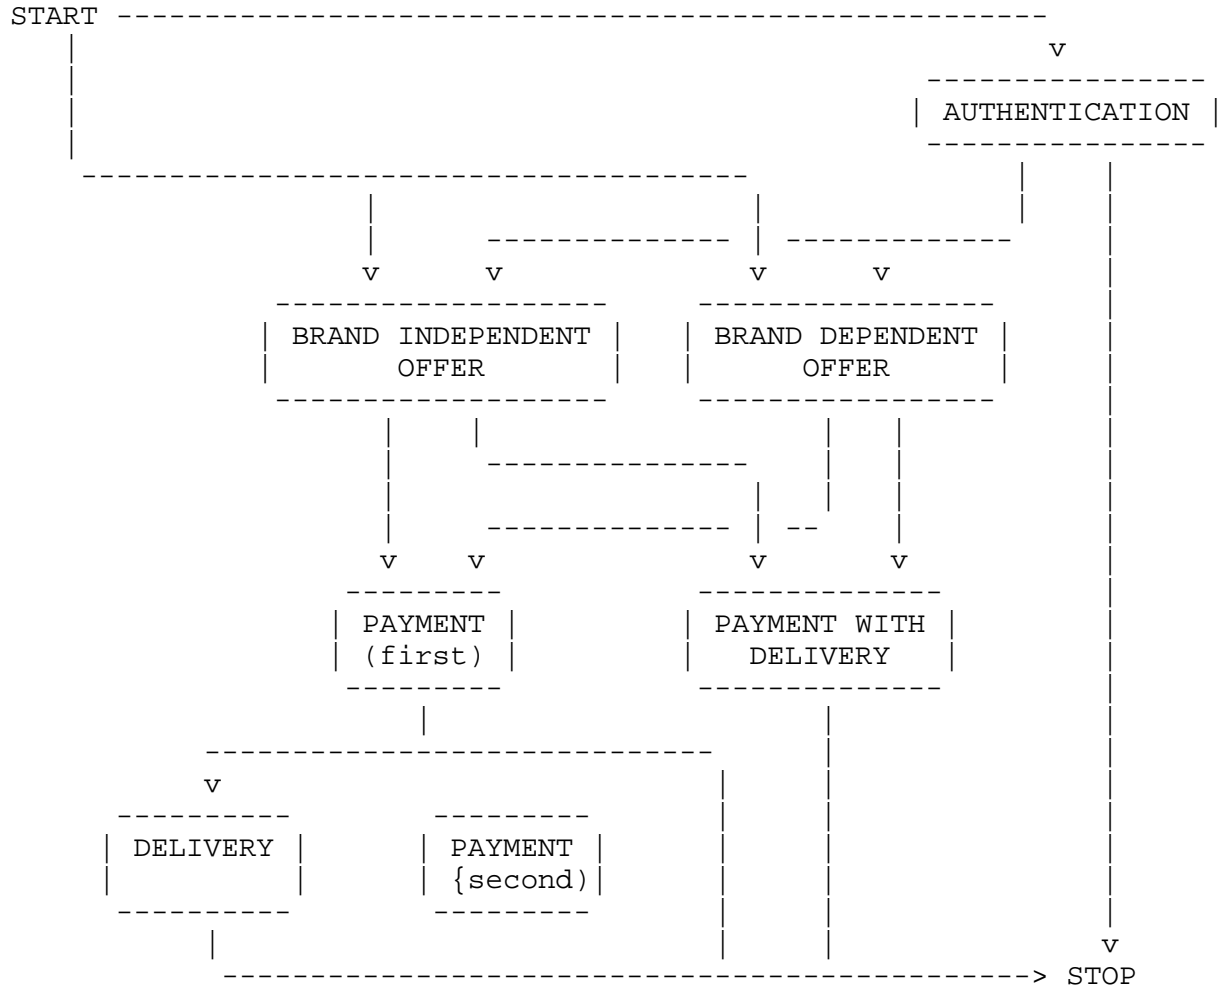 START
AUTHENTICATION
BRAND INDEPENDENT BRAND DEPENDENT
OFFER OFFER
PAYMENT PAYMENT WITH
(first) DELIVERY
DELIVERY PAYMENT
{second)
STOP